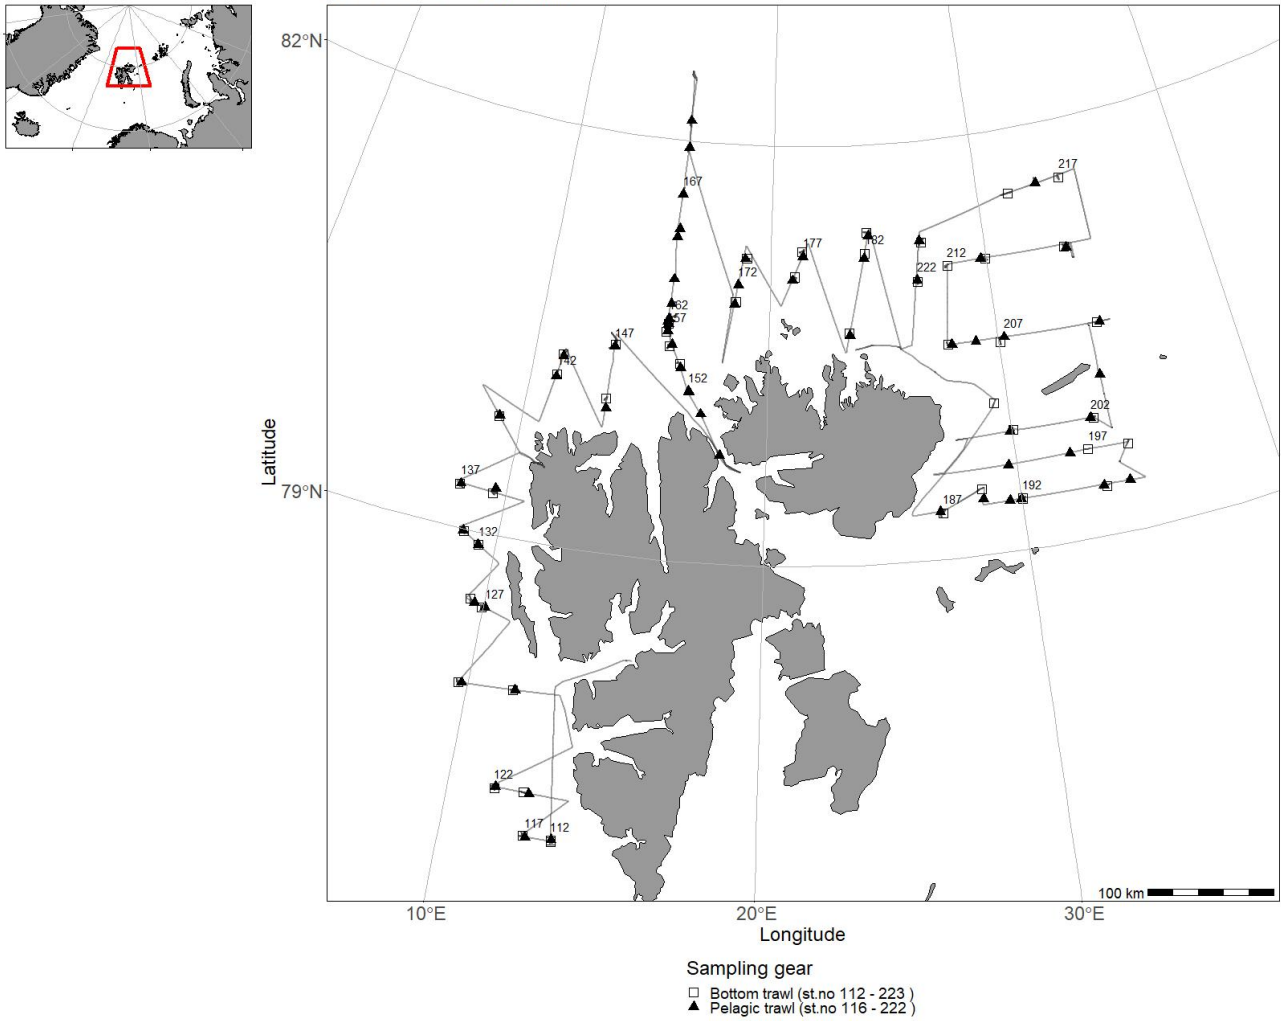 82°N
217
167
177
182
212
222
172
162
157
207
147
142
152
202
197
137
192
187
132
79°N
127
122
117
112
100 km
10°E
20°E
30°E
Latitude
Longitude
Sampling gear
Bottom trawl (st.no 112 - 223 )
Pelagic trawl (st.no 116 - 222 )